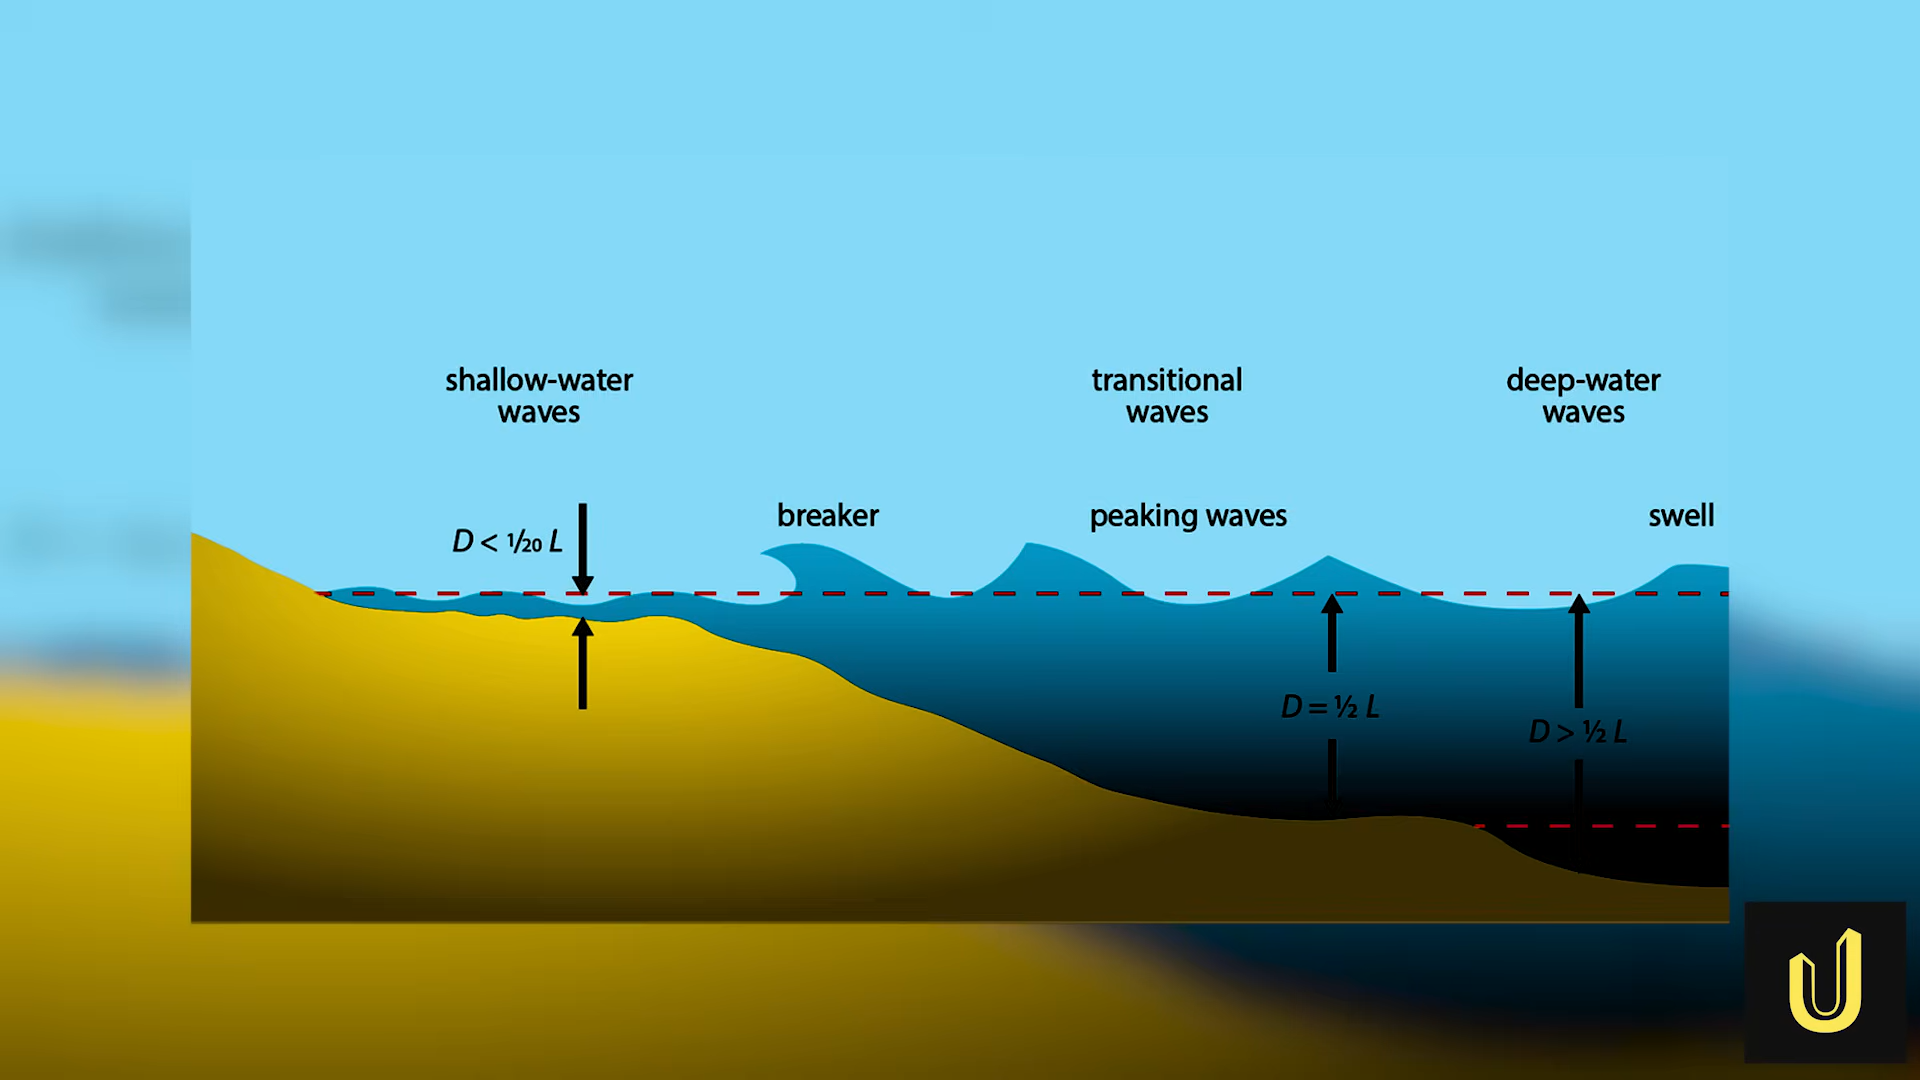 shallow-water
waves
transitional
waves
deep-water
waves
breaker
peaking waves
swell
D < 1/20 L
D = ½ L
D > ½ L